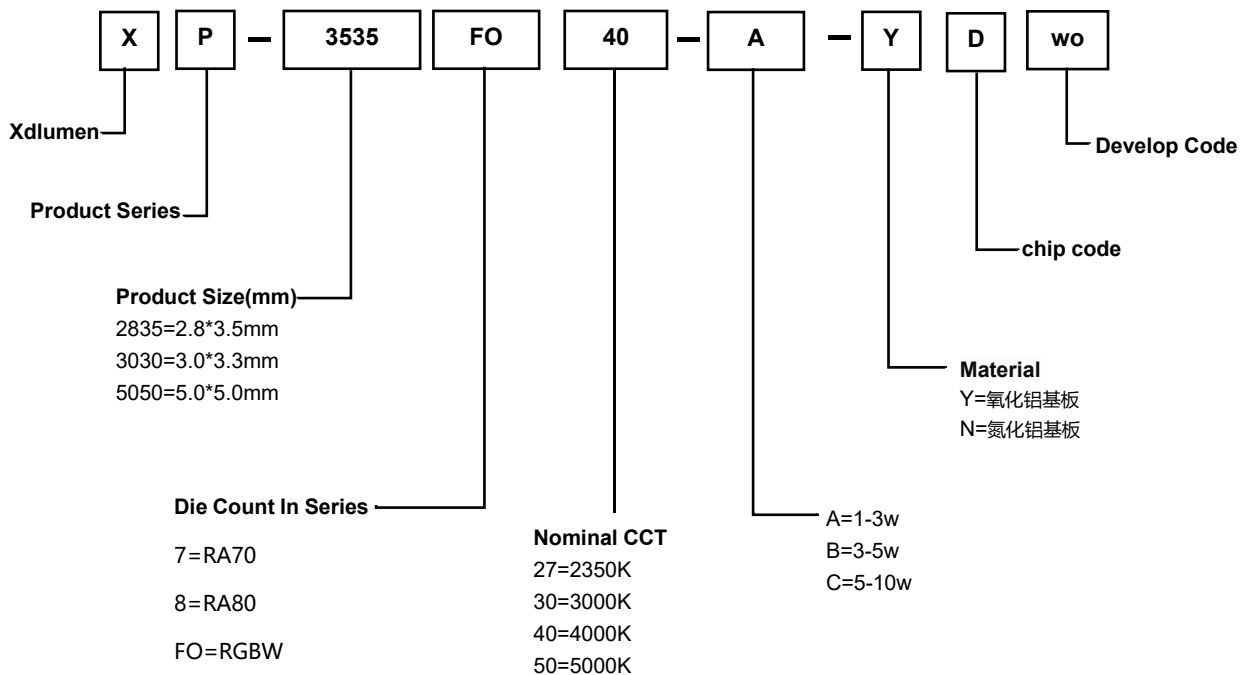 X P — 3535 FO 40 — A — Y D wo
Xdlumen
Develop Code
Product Series
chip code
Product Size(mm)
2835=2.8*3.5mm
3030=3.0*3.3mm
5050=5.0*5.0mm
Material
Y=氧化铝基板
N=氮化铝基板
Die Count In Series
7=RA70
8=RA80
FO=RGBW
Nominal CCT
27=2350K
30=3000K
40=4000K
50=5000K
A=1-3w
B=3-5w
C=5-10w